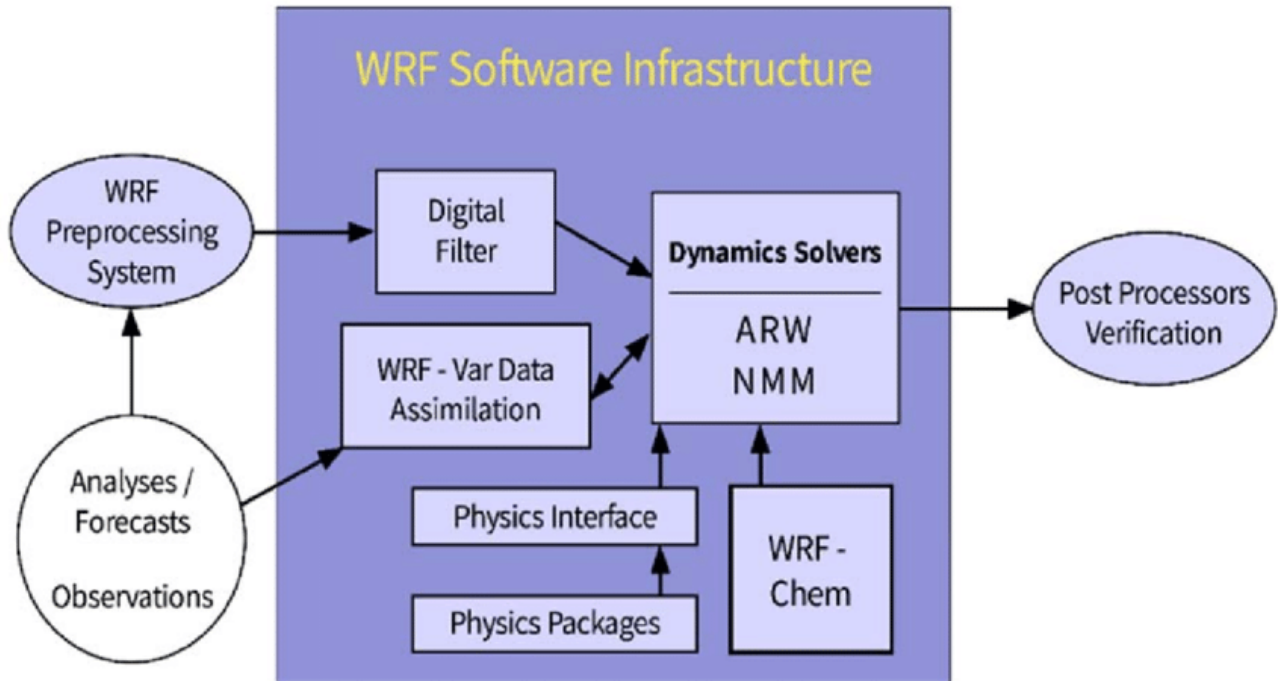 WRF Software Infrastructure
WRF
Preprocessing
System
Digital
Filter
Dynamics Solvers
ARW
NMM
Post Processors
Verification
WRF - Var Data
Assimilation
Analyses /
Forecasts
Observations
Physics Interface
Physics Packages
WRF -
Chem